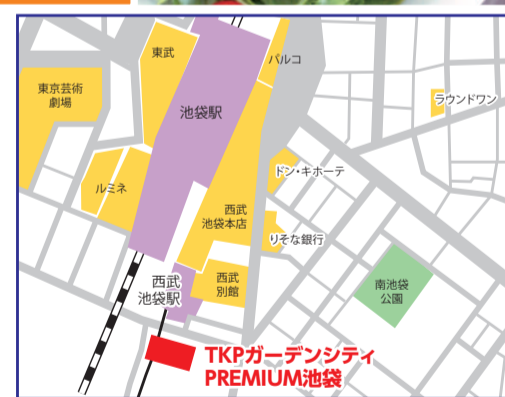 東武
パルコ
東京芸術
劇場
池袋駅
ラウンドワン
ドン・キホーテ
ルミネ
西武
池袋本店
りそな銀行
西武
池袋駅
西武
別館
南池袋
公園
TKPガーデンシティ
PREMIUM池袋